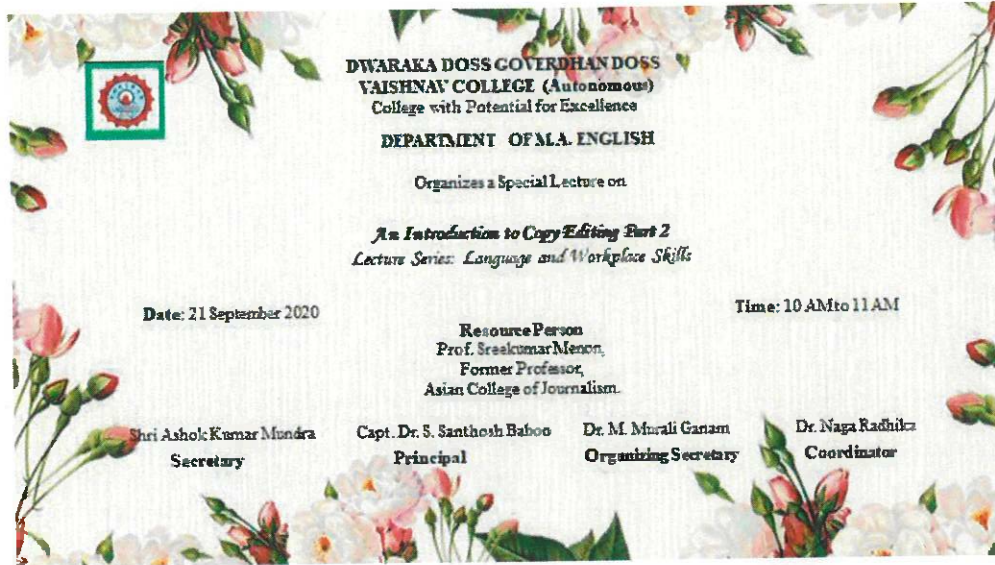 DWARAKA DOSS GOVERDHAN DOSS
VAISHNAV COLLEGE (Autonomous)
College with Potential for Excellence
DEPARTMENT OF M.A. ENGLISH
Organizes a Special Lecture on
An Introduction to Copy Editing Part 2
Lecture Series: Language and Workplace Skills
Date: 21 September 2020
Time: 10 AM to 11 AM
Resource Person
Prof. Sreekumar Menon,
Former Professor,
Asian College of Journalism.
Shri Ashok Kumar Mundra
Secretary
Capt. Dr. S. Santhosh Baboo
Principal
Dr. M. Murali Ganam
Organizing Secretary
Dr. Naga Radhika
Coordinator